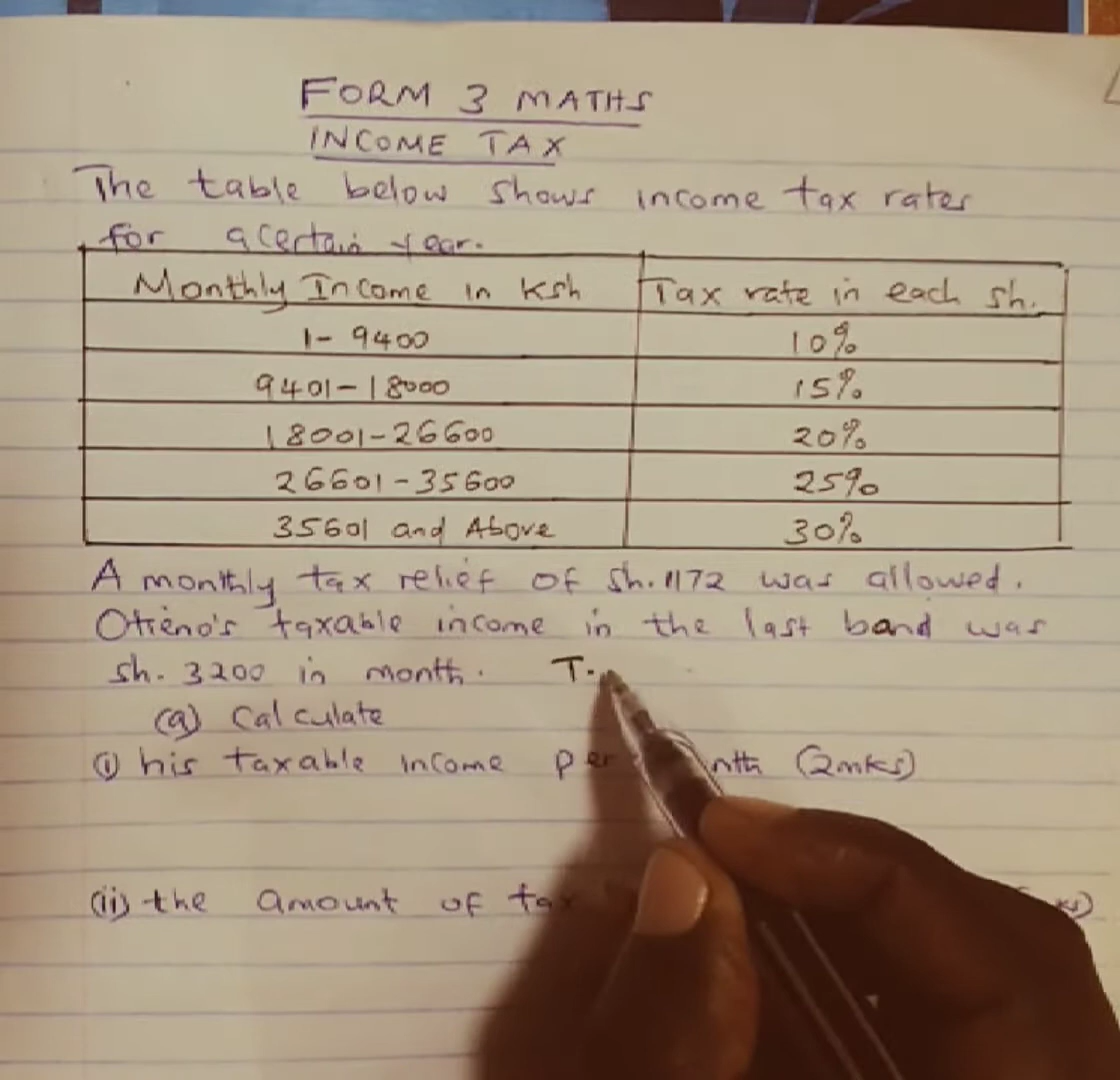 FORM 3 MATHS
INCOME TAX
The table below shows income tax rates
for a certain year.
Monthly Income in Ksh Tax rate in each sh.
1- 9400 10%
9401-18000 15%
18001-26600 20%
26601-35600 25%
35601 and Above 30%
A monthly tax relief of sh.1172 was allowed.
Otieno's taxable income in the last band was
sh. 3200 in month. T.
(a) Calculate
(i) his taxable income per (2mks)
(ii) the amount of tax